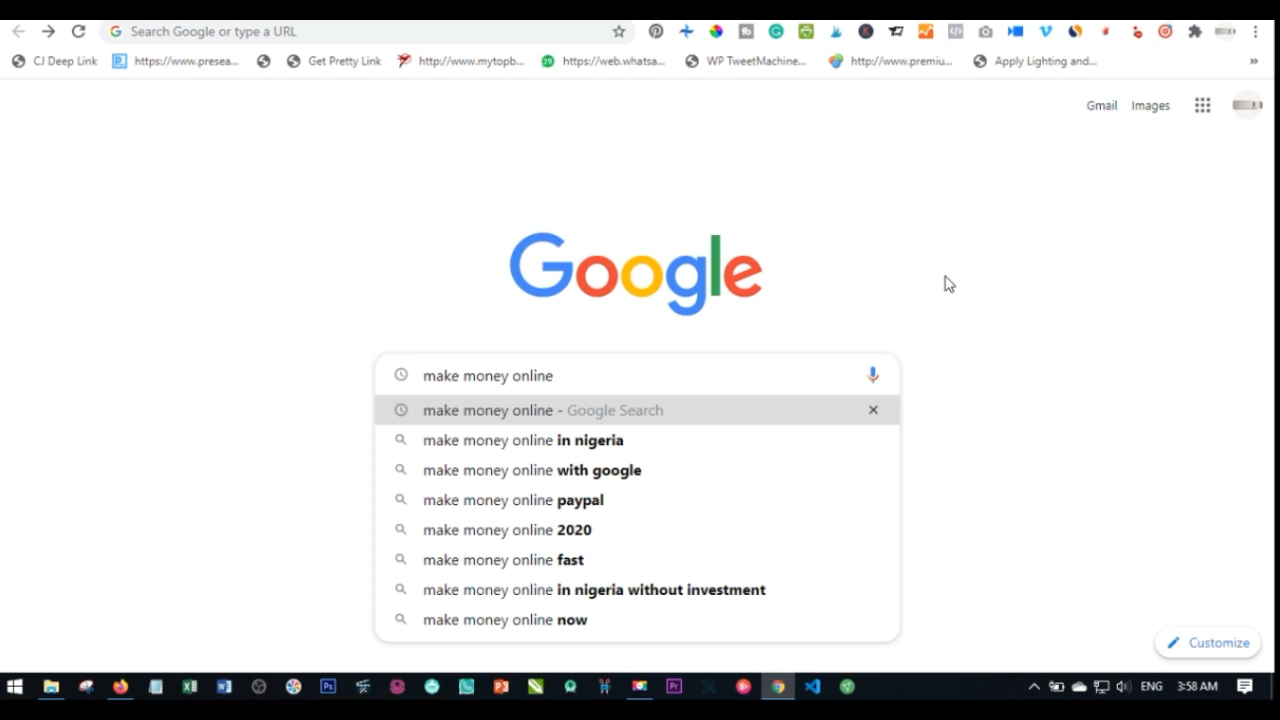 Search Google or type a URL
CJ Deep Link https://www.presea... Get Pretty Link http://www.mytopb... https://web.whatsa... WP TweetMachine... http://www.premiu... Apply Lighting and... »
Gmail Images
Google
make money online
make money online - Google Search
make money online in nigeria
make money online with google
make money online paypal
make money online 2020
make money online fast
make money online in nigeria without investment
make money online now
Customize
ENG 3:58 AM